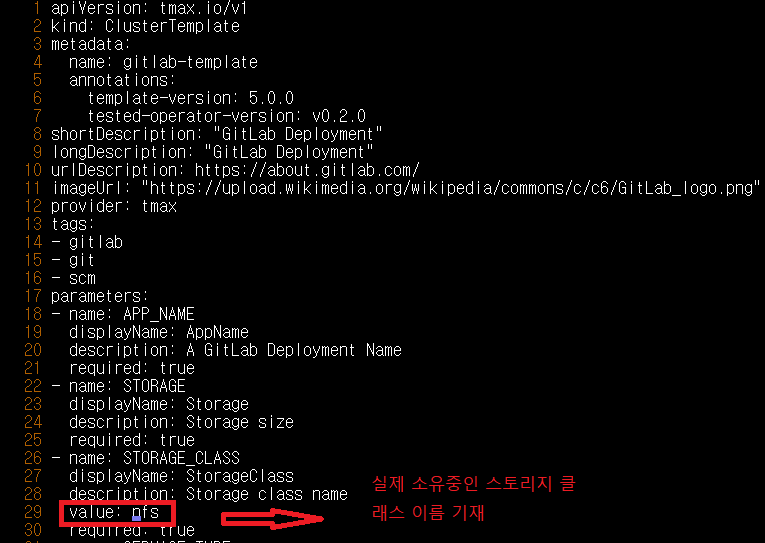 1 apiVersion: tmax.io/v1
2 kind: ClusterTemplate
3 metadata:
4   name: gitlab-template
5   annotations:
6     template-version: 5.0.0
7     tested-operator-version: v0.2.0
8 shortDescription: "GitLab Deployment"
9 longDescription: "GitLab Deployment"
10 urlDescription: https://about.gitlab.com/
11 imageUrl: "https://upload.wikimedia.org/wikipedia/commons/c/c6/GitLab_logo.png"
12 provider: tmax
13 tags:
14 - gitlab
15 - git
16 - scm
17 parameters:
18 - name: APP_NAME
19   displayName: AppName
20   description: A GitLab Deployment Name
21   required: true
22 - name: STORAGE
23   displayName: Storage
24   description: Storage size
25   required: true
26 - name: STORAGE_CLASS
27   displayName: StorageClass
28   description: Storage class name
29   value: nfs
30   required: true
실제 소유중인 스토리지 클
래스 이름 기재